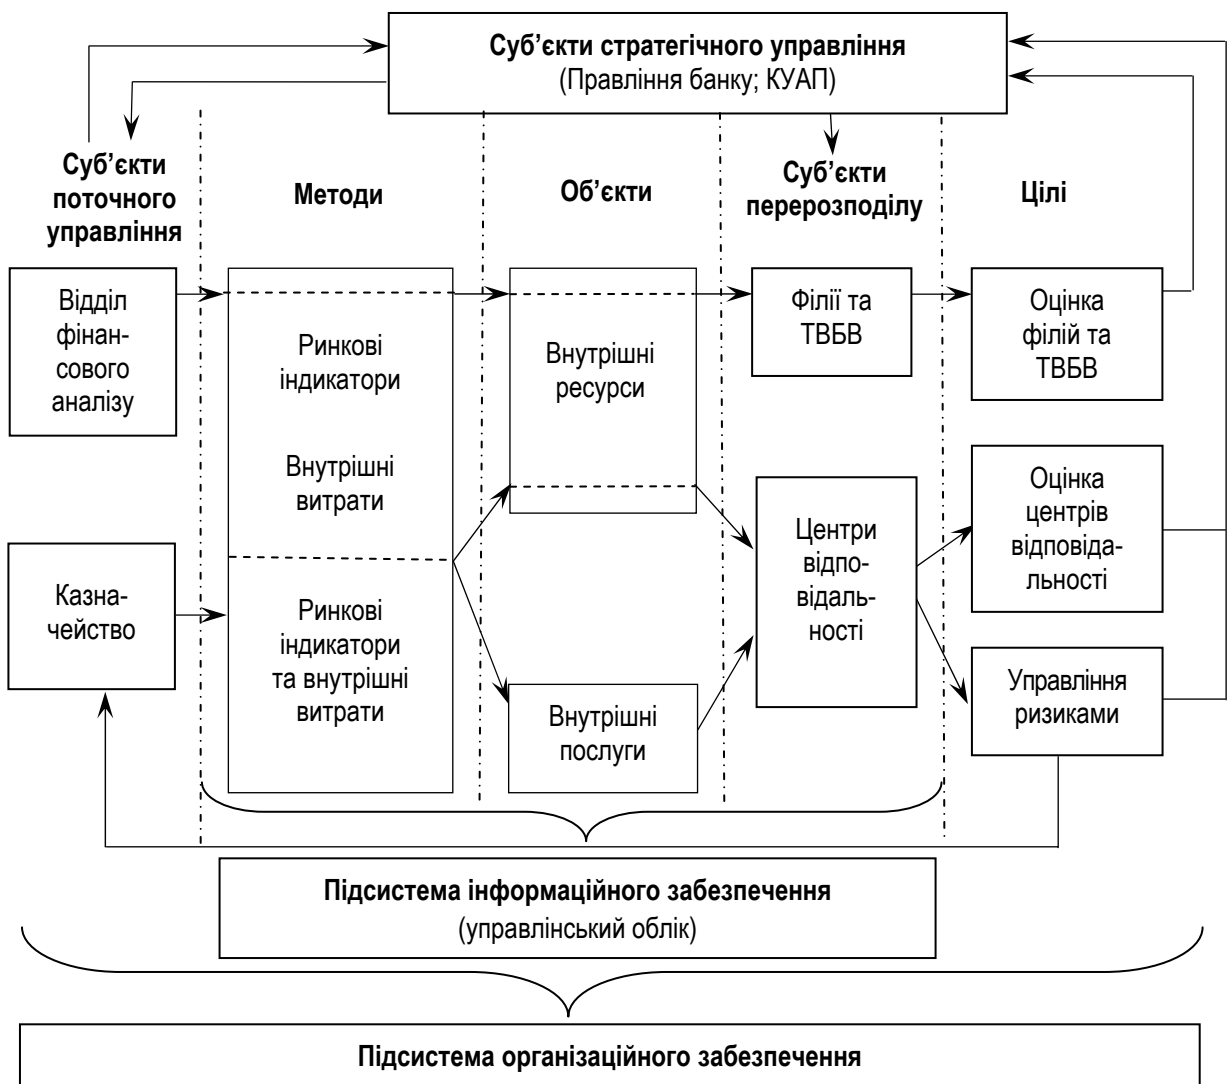 Суб’єкти стратегічного управління
(Правління банку; КУАП)
Суб’єкти
поточного
управління
Методи
Об’єкти
Суб’єкти
перерозподілу
Цілі
Відділ
фінан-
сового
аналізу
Ринкові
індикатори
Внутрішні
ресурси
Філії та
ТВБВ
Оцінка
філій та
ТВБВ
Внутрішні
витрати
Казна-
чейство
Ринкові
індикатори
та внутрішні
витрати
Внутрішні
послуги
Центри
відпо-
відаль-
ності
Оцінка
центрів
відповіда-
льності
Управління
ризиками
Підсистема інформаційного забезпечення
(управлінський облік)
Підсистема організаційного забезпечення